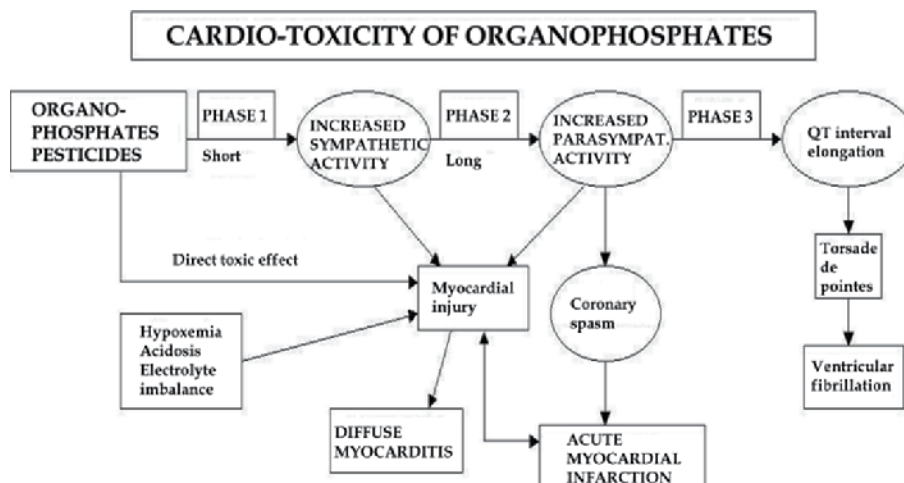 CARDIO-TOXICITY OF ORGANOPHOSPHATES
ORGANO-
PHOSPHATES
PESTICIDES
PHASE 1
Short
INCREASED
SYMPATHETIC
ACTIVITY
PHASE 2
Long
INCREASED
PARASYMPAT.
ACTIVITY
PHASE 3
QT interval
elongation
Direct toxic effect
Myocardial
injury
Coronary
spasm
Torsade
de
pointes
Hypoxemia
Acidosis
Electrolyte
imbalance
Ventricular
fibrillation
DIFFUSE
MYOCARDITIS
ACUTE
MYOCARDIAL
INFARCTION